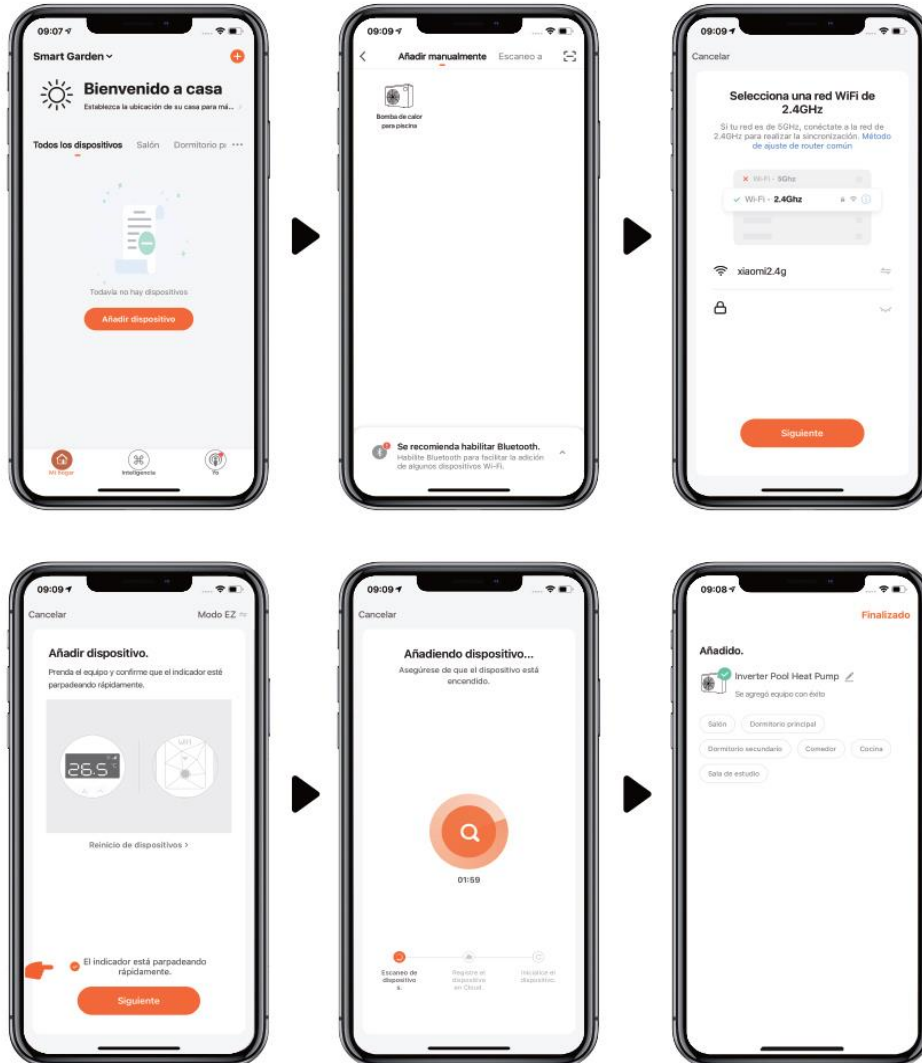 09:07
Smart Garden
Bienvenido a casa
Establezca la ubicación de su casa para má...
Todos los dispositivos Salón Dormitorio pr
Todavía no hay dispositivos
Añadir dispositivo
Mi hogar Inteligencia Yo
09:09
Añadir manualmente Escaneo a
Bomba de calor
para piscina
Se recomienda habilitar Bluetooth.
Habilite Bluetooth para facilitar la adición
de algunos dispositivos Wi-Fi.
09:09
Cancelar
Selecciona una red WiFi de
2.4GHz
Si tu red es de 5GHz, conéctate a la red de
2.4GHz para realizar la sincronización. Método
de ajuste de router común
Wi-Fi - 5Ghz
Wi-Fi - 2.4Ghz
xiaomi2.4g
Siguiente
09:09
Cancelar Modo EZ
Añadir dispositivo.
Prenda el equipo y confirme que el indicador esté
parpadeando rápidamente.
26.5°C
WIFI
Reinicio de dispositivos >
El indicador está parpadeando
rápidamente.
Siguiente
09:09
Cancelar
Añadiendo dispositivo...
Asegúrese de que el dispositivo está
encendido.
01:59
Escaneo de
dispositivo
s.
Registre el
dispositivo
en Cloud.
Inicialice el
dispositivo.
09:08
Finalizado
Añadido.
Inverter Pool Heat Pump
Se agregó equipo con éxito
Salón Dormitorio principal
Dormitorio secundario Comedor Cocina
Sala de estudio